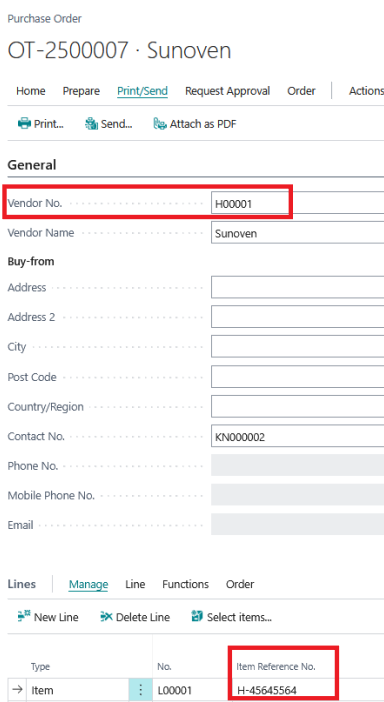 Purchase Order
OT-2500007 · Sunoven
Home Prepare Print/Send Request Approval Order Actions
Print... Send... Attach as PDF
General
Vendor No. H00001
Vendor Name Sunoven
Buy-from
Address
Address 2
City
Post Code
Country/Region
Contact No. KN000002
Phone No.
Mobile Phone No.
Email
Lines Manage Line Functions Order
New Line Delete Line Select items...
Type No. Item Reference No.
→ Item L00001 H-45645564